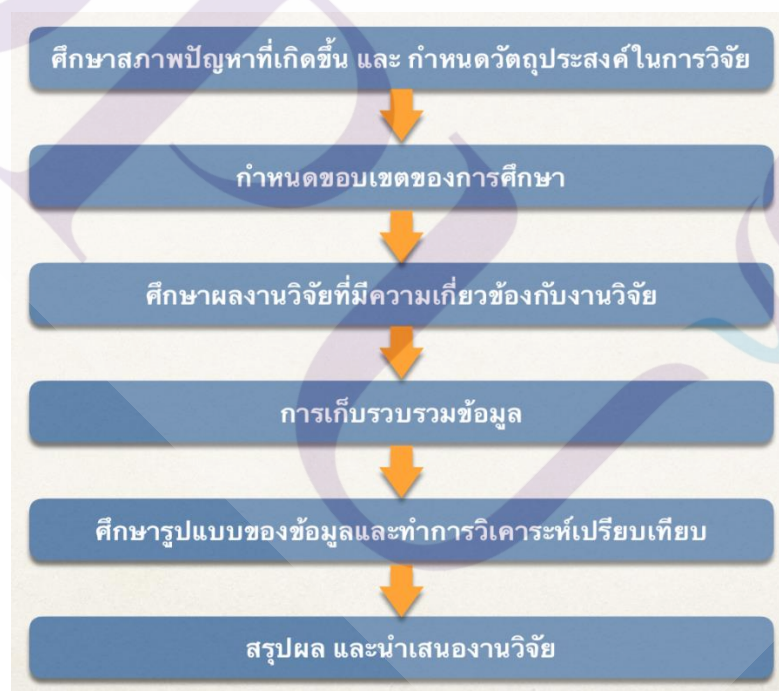 ศึกษาสภาพปัญหาที่เกิดขึ้น และ กำหนดวัตถุประสงค์ในการวิจัย
กำหนดขอบเขตของการศึกษา
ศึกษาผลงานวิจัยที่มีความเกี่ยวข้องกับงานวิจัย
การเก็บรวบรวมข้อมูล
ศึกษารูปแบบของข้อมูลและทำการวิเคาระห์เปรียบเทียบ
สรุปผล และนำเสนองานวิจัย